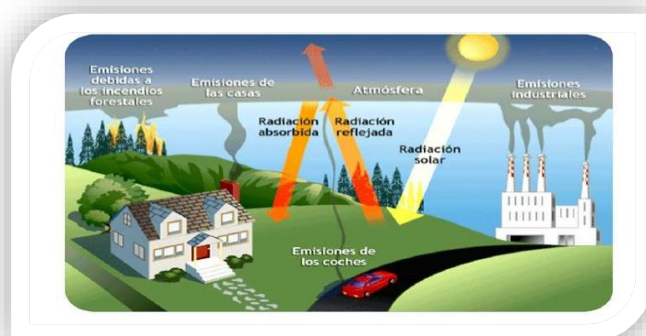 Emisiones
debidas a
los incendios
forestales
Emisiones de
las casas
Atmósfera
Emisiones
industriales
Radiación
absorbida
Radiación
reflejada
Radiación
solar
Emisiones de
los coches